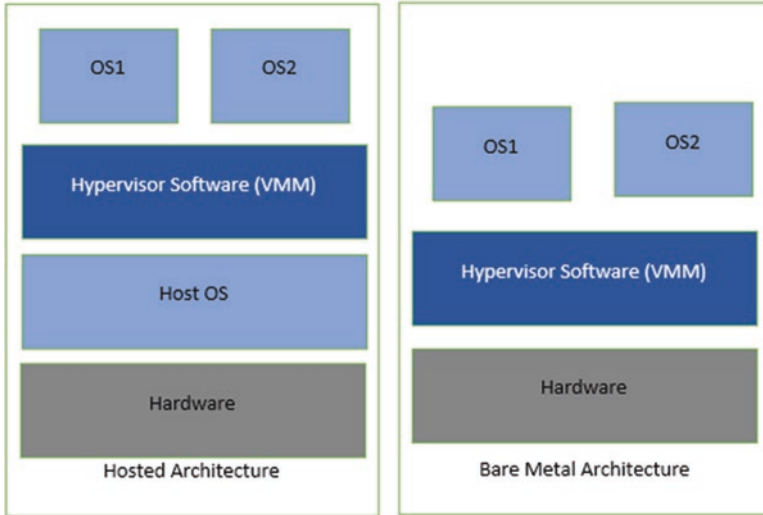 OS1
OS2
Hypervisor Software (VMM)
Host OS
Hardware
Hosted Architecture
OS1
OS2
Hypervisor Software (VMM)
Hardware
Bare Metal Architecture